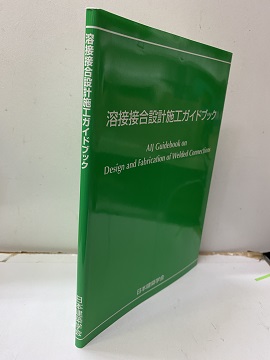 溶接接合設計施工ガイドブック
溶接接合設計施工ガイドブック
AIJ Guidebook on
Design and Fabrication of Welded Connections
日本建築学会
日本建築学会